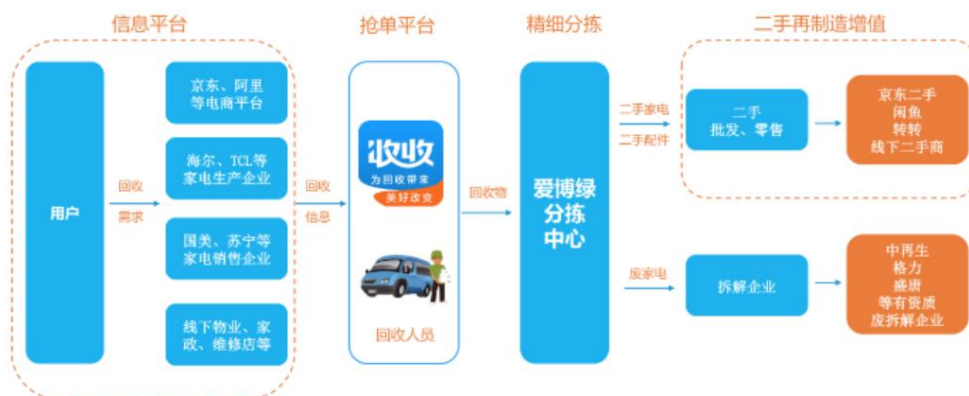 信息平台
抢单平台
精细分拣
二手再制造增值
用户
回收
需求
京东、阿里
等电商平台
海尔、TCL等
家电生产企业
国美、苏宁等
家电销售企业
线下物业、家
政、维修店等
回收
信息
收收
为回收带来
美好改变
回收人员
回收物
爱博绿
分拣
中心
二手家电
二手配件
二手
批发、零售
京东二手
闲鱼
转转
线下二手商
废家电
拆解企业
中再生
格力
盛唐
等有资质
废拆解企业